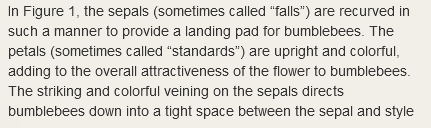 In Figure 1, the sepals (sometimes called “falls”) are recurved in
such a manner to provide a landing pad for bumblebees. The
petals (sometimes called “standards”) are upright and colorful,
adding to the overall attractiveness of the flower to bumblebees.
The striking and colorful veining on the sepals directs
bumblebees down into a tight space between the sepal and style